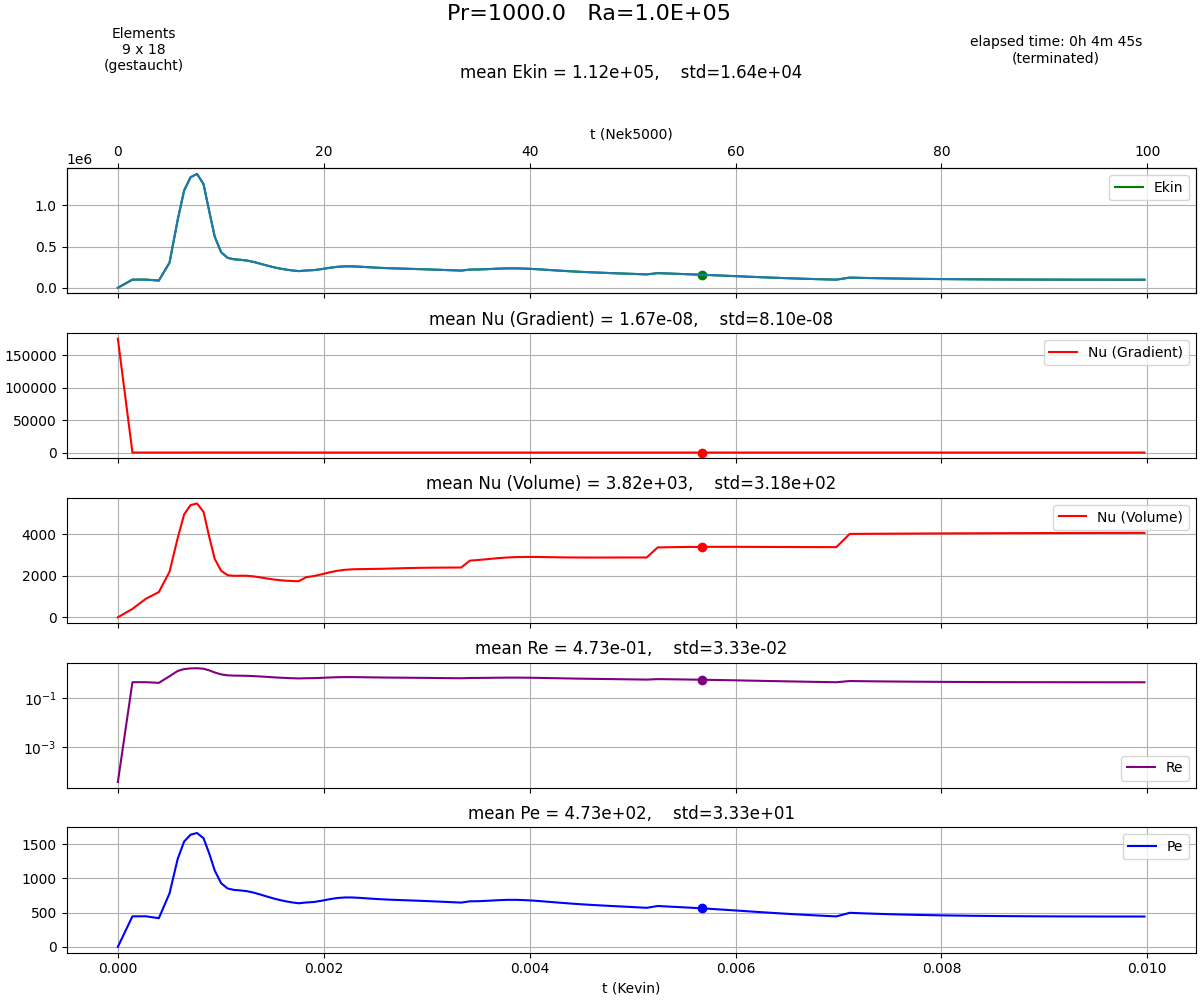 Pr=1000.0   Ra=1.0E+05
Elements
9 x 18
(gestaucht)
elapsed time: 0h 4m 45s
(terminated)
mean Ekin = 1.12e+05,    std=1.64e+04
t (Nek5000)
0 20 40 60 80 100
1e6
1.0
0.5
0.0
Ekin
mean Nu (Gradient) = 1.67e-08,    std=8.10e-08
150000
100000
50000
0
Nu (Gradient)
mean Nu (Volume) = 3.82e+03,    std=3.18e+02
4000
2000
0
Nu (Volume)
mean Re = 4.73e-01,    std=3.33e-02
10⁻¹
10⁻³
Re
mean Pe = 4.73e+02,    std=3.33e+01
1500
1000
500
0
Pe
0.000 0.002 0.004 0.006 0.008 0.010
t (Kevin)